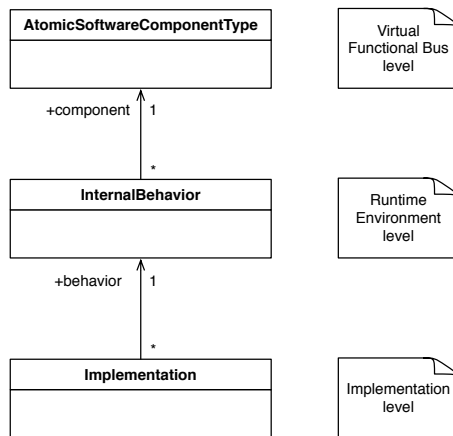 AtomicSoftwareComponentType
Virtual
Functional Bus
level
+component 1
*
InternalBehavior
Runtime
Environment
level
+behavior 1
*
Implementation
Implementation
level